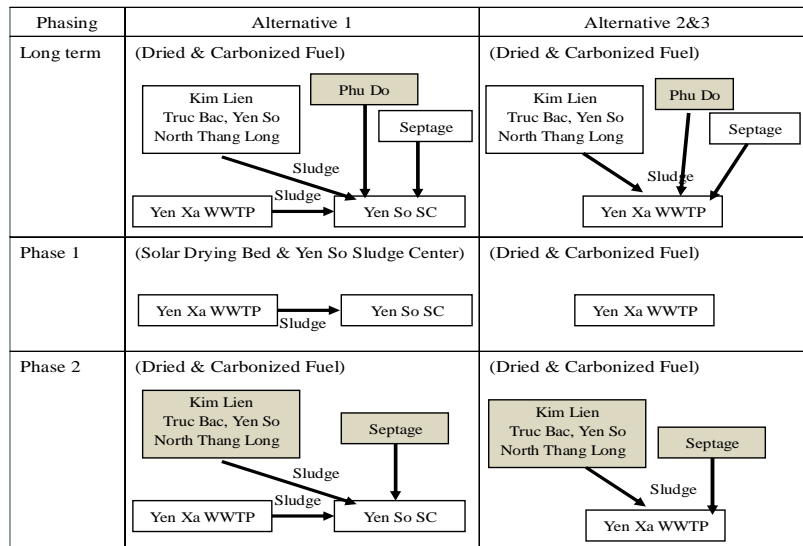 Phasing
Alternative 1
Alternative 2&3
Long term
(Dried & Carbonized Fuel)
Kim Lien
Truc Bac, Yen So
North Thang Long
Phu Do
Septage
Sludge
Sludge
Yen Xa WWTP
Yen So SC
(Dried & Carbonized Fuel)
Kim Lien
Truc Bac, Yen So
North Thang Long
Phu Do
Septage
Sludge
Yen Xa WWTP
Phase 1
(Solar Drying Bed & Yen So Sludge Center)
Yen Xa WWTP
Sludge
Yen So SC
(Dried & Carbonized Fuel)
Yen Xa WWTP
Phase 2
(Dried & Carbonized Fuel)
Kim Lien
Truc Bac, Yen So
North Thang Long
Septage
Sludge
Sludge
Yen Xa WWTP
Yen So SC
(Dried & Carbonized Fuel)
Kim Lien
Truc Bac, Yen So
North Thang Long
Septage
Sludge
Yen Xa WWTP